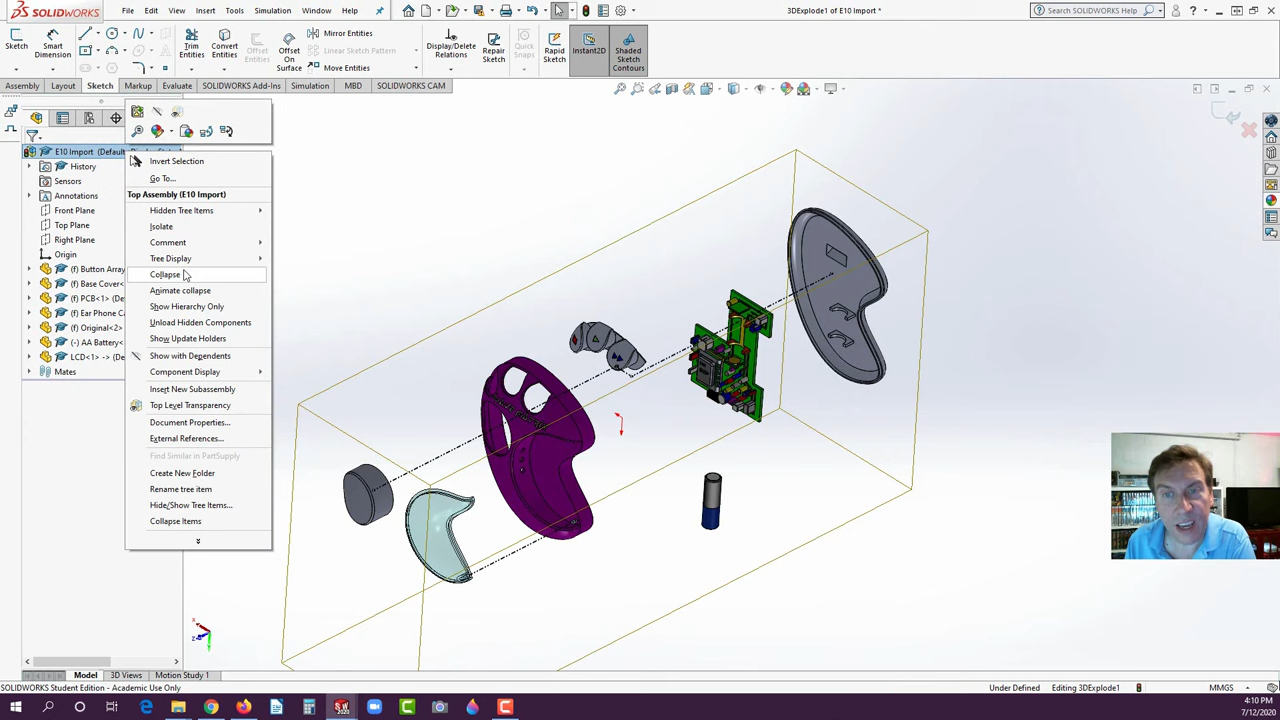 SOLIDWORKS
File Edit View Insert Tools Simulation Window Help
3DExplode1 of E10 Import *
Search SOLIDWORKS Help
Sketch
Smart Dimension
Trim Entities
Convert Entities
Offset Entities
Offset On Surface
Mirror Entities
Linear Sketch Pattern
Move Entities
Display/Delete Relations
Repair Sketch
Quick Snaps
Rapid Sketch
Instant2D
Shaded Sketch Contours
Assembly Layout Sketch Markup Evaluate SOLIDWORKS Add-Ins Simulation MBD SOLIDWORKS CAM
E10 Import (Default
History
Sensors
Annotations
Front Plane
Top Plane
Right Plane
Origin
(f) Button Array
(f) Base Cover<
(f) PCB<1> (De
(f) Ear Phone C
(f) Original<2>
(-) AA Battery<
LCD<1> -> (De
Mates
Invert Selection
Go To...
Top Assembly (E10 Import)
Hidden Tree Items
Isolate
Comment
Tree Display
Collapse
Animate collapse
Show Hierarchy Only
Unload Hidden Components
Show Update Holders
Show with Dependents
Component Display
Insert New Subassembly
Top Level Transparency
Document Properties...
External References...
Find Similar in PartSupply
Create New Folder
Rename tree item
Hide/Show Tree Items...
Collapse Items
X
Z
Y
Model 3D Views Motion Study 1
SOLIDWORKS Student Edition - Academic Use Only
Under Defined Editing 3DExplode1 MMGS
4:10 PM
7/12/2020